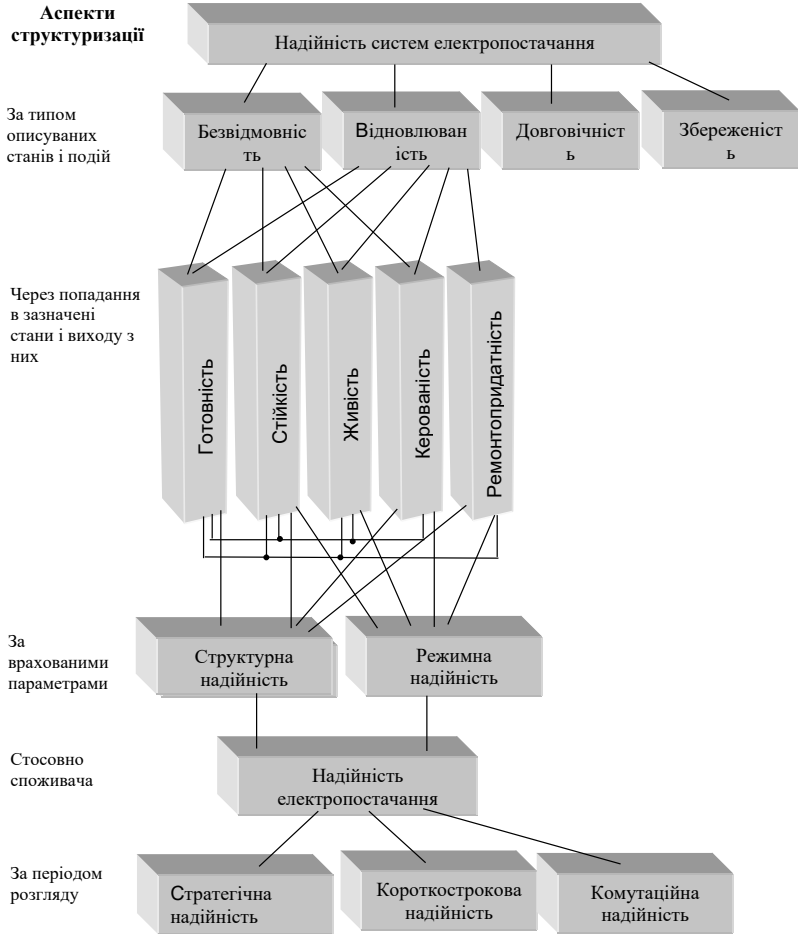 Аспекти
структуризації
Надійність систем електропостачання
За типом
описуваних
станів і подій
Безвідмовніс
ть
Відновлюван
ість
Довговічніст
ь
Збереженіст
ь
Через попадання
в зазначені
стани і виходу з
них
Готовність
Стійкість
Живість
Керованість
Ремонтопридатність
За
врахованими
параметрами
Структурна
надійність
Режимна
надійність
Стосовно
споживача
Надійність
електропостачання
За періодом
розгляду
Стратегічна
надійність
Короткострокова
надійність
Комутаційна
надійність